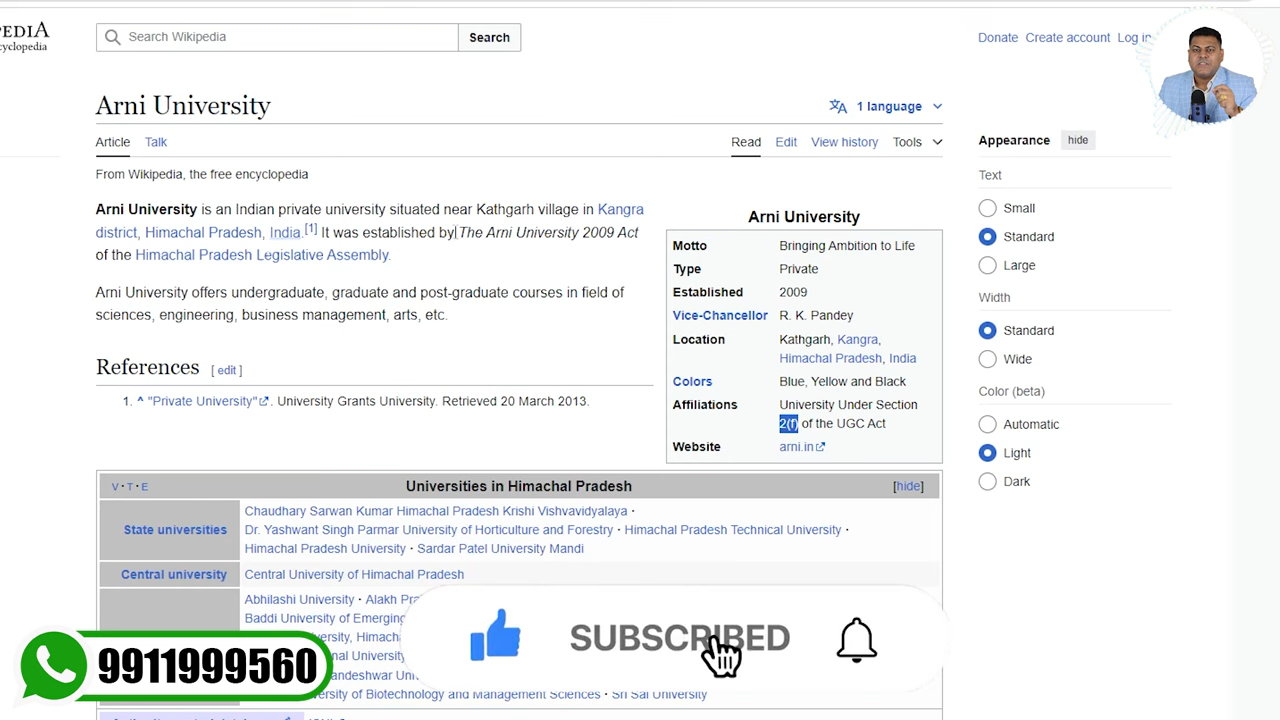 PEDIA
cyclopedia
Search Wikipedia
Search
Donate Create account Log in
Arni University
1 language
Article Talk
Read Edit View history Tools
From Wikipedia, the free encyclopedia
Arni University is an Indian private university situated near Kathgarh village in Kangra
district, Himachal Pradesh, India.[1] It was established by The Arni University 2009 Act
of the Himachal Pradesh Legislative Assembly.
Arni University offers undergraduate, graduate and post-graduate courses in field of
sciences, engineering, business management, arts, etc.
References [ edit ]
1. ^ "Private University". University Grants University. Retrieved 20 March 2013.
Arni University
Motto Bringing Ambition to Life
Type Private
Established 2009
Vice-Chancellor R. K. Pandey
Location Kathgarh, Kangra,
Himachal Pradesh, India
Colors Blue, Yellow and Black
Affiliations University Under Section
2(f) of the UGC Act
Website arni.in
Appearance hide
Text
Small
Standard
Large
Width
Standard
Wide
Color (beta)
Automatic
Light
Dark
V · T · E Universities in Himachal Pradesh [hide]
State universities
Chaudhary Sarwan Kumar Himachal Pradesh Krishi Vishvavidyalaya ·
Dr. Yashwant Singh Parmar University of Horticulture and Forestry · Himachal Pradesh Technical University ·
Himachal Pradesh University · Sardar Patel University Mandi
Central university Central University of Himachal Pradesh
Abhilashi University · Alakh
Baddi University of
University
of Biotechnology and Management Sciences · Sri Sai University
SUBSCRIBED
9911999560